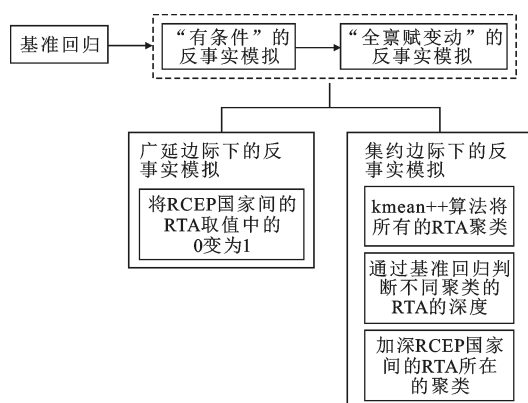 基准回归
“有条件”的
反事实模拟
“全禀赋变动”的
反事实模拟
广延边际下的反
事实模拟
将RCEP国家间的
RTA取值中的
0变为1
集约边际下的反
事实模拟
kmean++算法将
所有的RTA聚类
通过基准回归判
断不同聚类的
RTA的深度
加深RCEP国家
间的RTA所在
的聚类